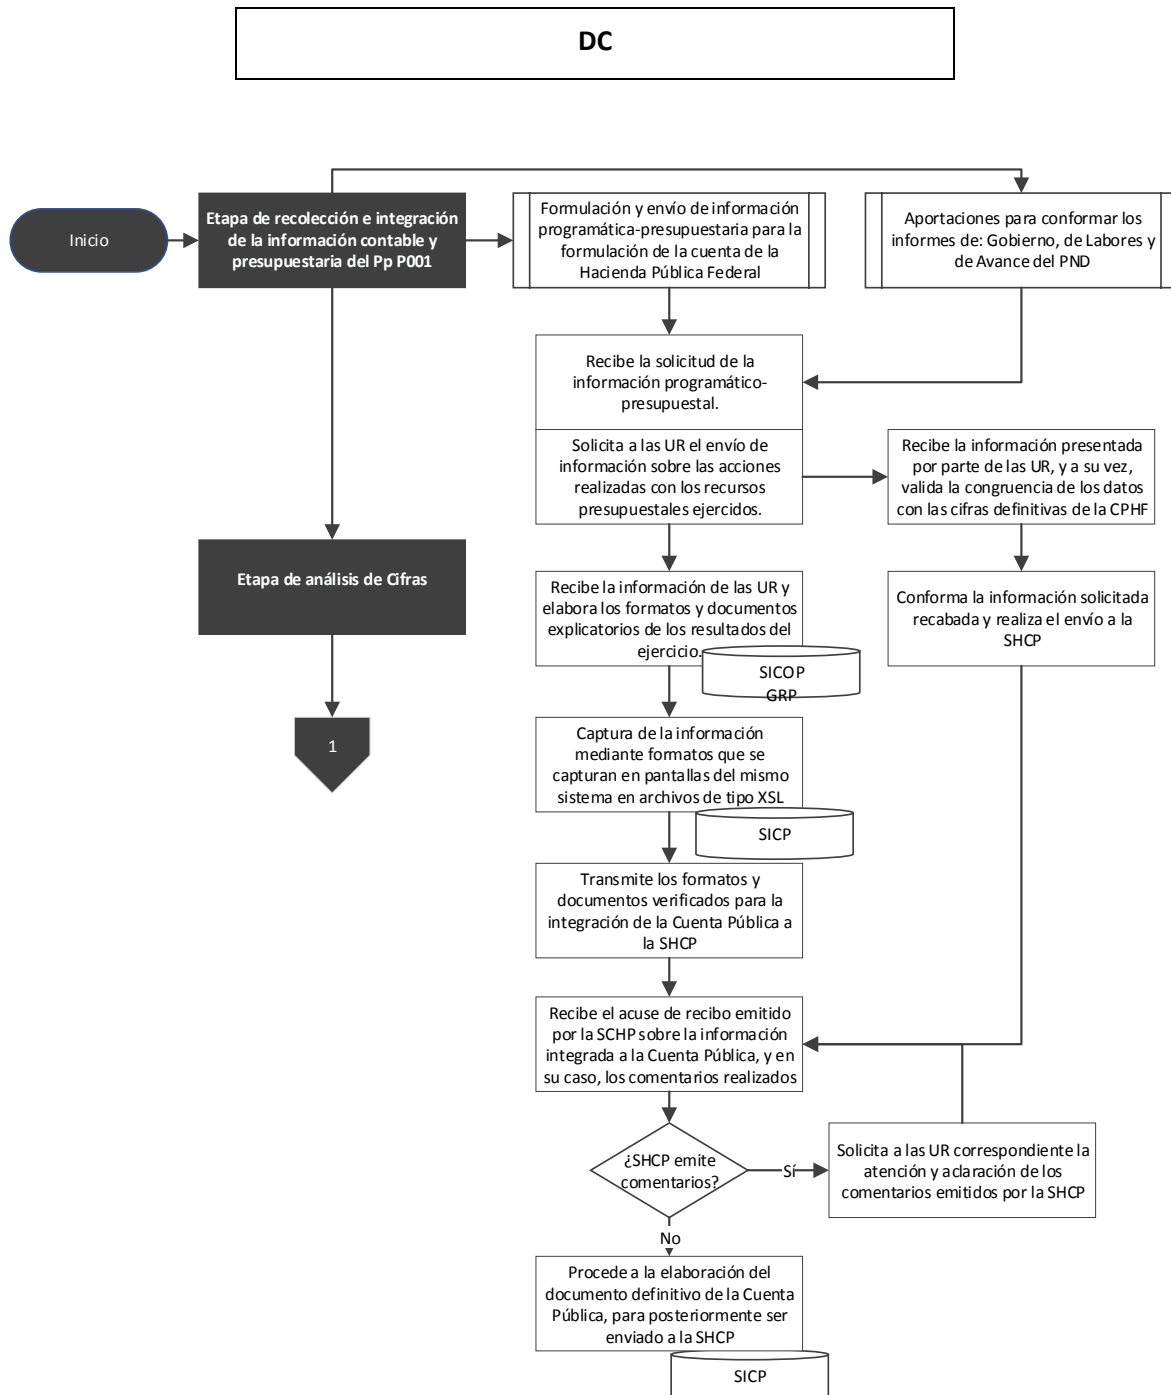 DC
Inicio
Etapa de recolección e integración
de la información contable y
presupuestaria del Pp P001
Formulación y envío de información
programática-presupuestaria para la
formulación de la cuenta de la
Hacienda Pública Federal
Aportaciones para conformar los
informes de: Gobierno, de Labores y
de Avance del PND
Recibe la solicitud de la
información programático-
presupuestal.
Solicita a las UR el envío de
información sobre las acciones
realizadas con los recursos
presupuestales ejercidos.
Recibe la información presentada
por parte de las UR, y a su vez,
valida la congruencia de los datos
con las cifras definitivas de la CPHF
Etapa de análisis de Cifras
Recibe la información de las UR y
elabora los formatos y documentos
explicatorios de los resultados del
ejercicio.
SICOP
GRP
Conforma la información solicitada
recabada y realiza el envío a la
SHCP
1
Captura de la información
mediante formatos que se
capturan en pantallas del mismo
sistema en archivos de tipo XSL
SICP
Transmite los formatos y
documentos verificados para la
integración de la Cuenta Pública a
la SHCP
Recibe el acuse de recibo emitido
por la SCHP sobre la información
integrada a la Cuenta Pública, y en
su caso, los comentarios realizados
¿SHCP emite
comentarios?
Sí
Solicita a las UR correspondiente la
atención y aclaración de los
comentarios emitidos por la SHCP
No
Procede a la elaboración del
documento definitivo de la Cuenta
Pública, para posteriormente ser
enviado a la SHCP
SICP